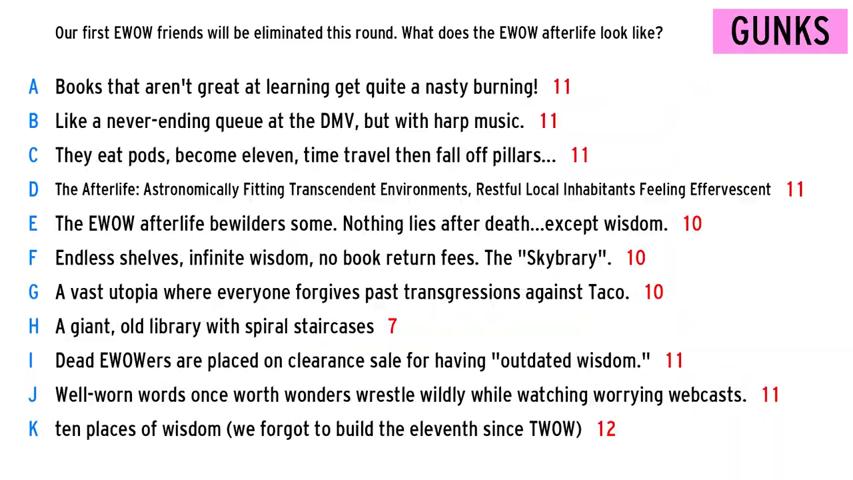 Our first EWOW friends will be eliminated this round. What does the EWOW afterlife look like?
GUNKS
A Books that aren't great at learning get quite a nasty burning! 11
B Like a never-ending queue at the DMV, but with harp music. 11
C They eat pods, become eleven, time travel then fall off pillars... 11
D The Afterlife: Astronomically Fitting Transcendent Environments, Restful Local Inhabitants Feeling Effervescent 11
E The EWOW afterlife bewilders some. Nothing lies after death...except wisdom. 10
F Endless shelves, infinite wisdom, no book return fees. The "Skybrary". 10
G A vast utopia where everyone forgives past transgressions against Taco. 10
H A giant, old library with spiral staircases 7
I Dead EWOWers are placed on clearance sale for having "outdated wisdom." 11
J Well-worn words once worth wonders wrestle wildly while watching worrying webcasts. 11
K ten places of wisdom (we forgot to build the eleventh since TWOW) 12